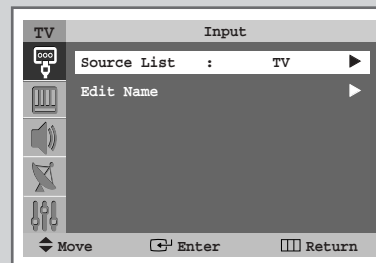 TV Input
Source List : TV
Edit Name
Move Enter Return